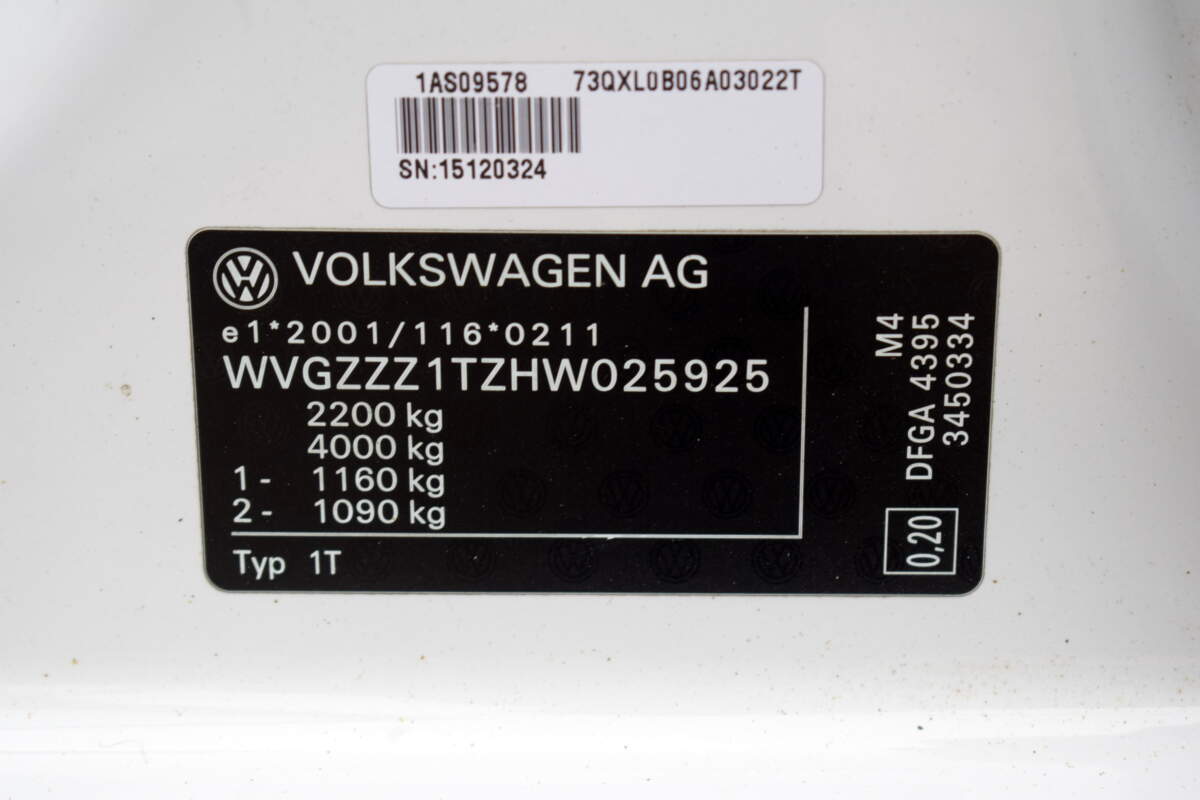 1AS09578 73QXL0B06A03022T
SN:15120324
VOLKSWAGEN AG
e1*2001/116*0211
WVGZZZ1TZHW025925
2200 kg
4000 kg
1- 1160 kg
2- 1090 kg
Typ 1T
M4
DFGA 4395
3450334
0,20